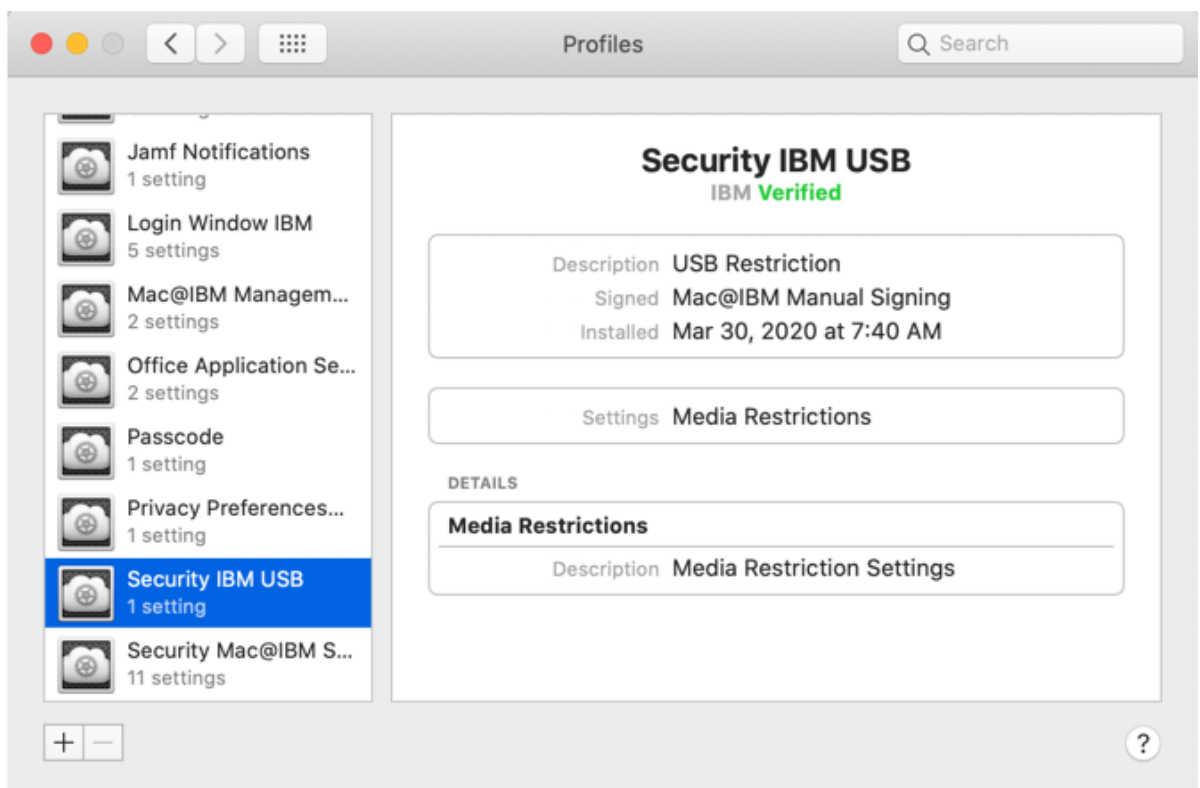 Profiles
Search
Jamf Notifications
1 setting
Login Window IBM
5 settings
Mac@IBM Managem...
2 settings
Office Application Se...
2 settings
Passcode
1 setting
Privacy Preferences...
1 setting
Security IBM USB
1 setting
Security Mac@IBM S...
11 settings
Security IBM USB
IBM Verified
Description USB Restriction
Signed Mac@IBM Manual Signing
Installed Mar 30, 2020 at 7:40 AM
Settings Media Restrictions
DETAILS
Media Restrictions
Description Media Restriction Settings
+ −
?